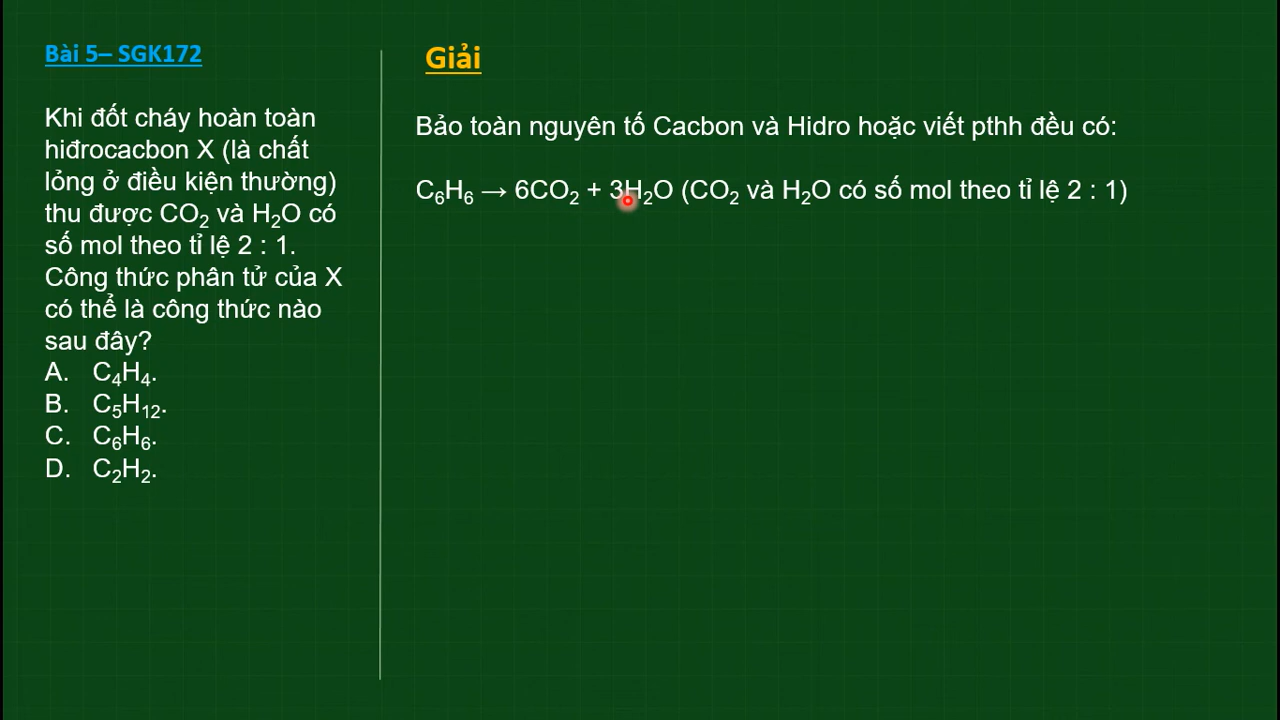 Bài 5– SGK172
Khi đốt cháy hoàn toàn
hiđrocacbon X (là chất
lỏng ở điều kiện thường)
thu được CO₂ và H₂O có
số mol theo tỉ lệ 2 : 1.
Công thức phân tử của X
có thể là công thức nào
sau đây?
A. C₄H₄.
B. C₅H₁₂.
C. C₆H₆.
D. C₂H₂.
Giải
Bảo toàn nguyên tố Cacbon và Hidro hoặc viết pthh đều có:
C₆H₆ → 6CO₂ + 3H₂O (CO₂ và H₂O có số mol theo tỉ lệ 2 : 1)